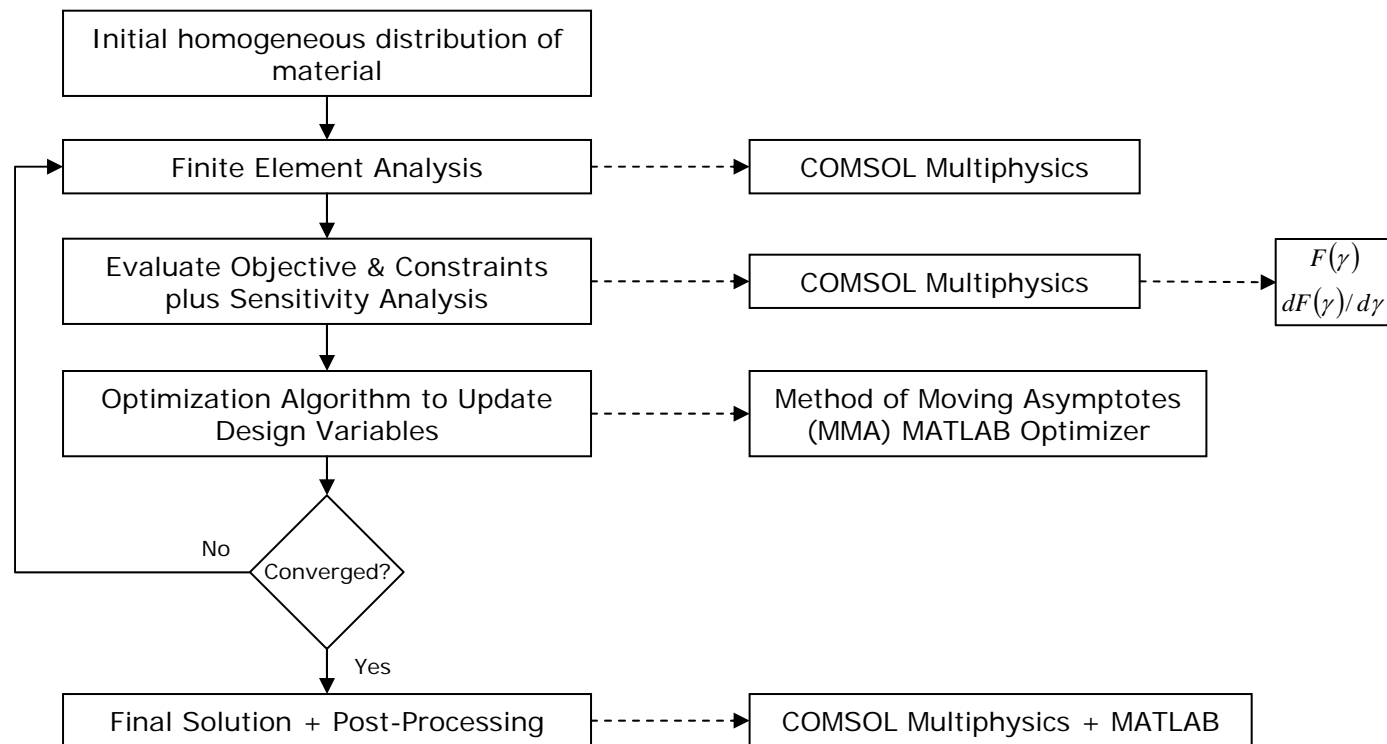 Initial homogeneous distribution of
material
Finite Element Analysis
COMSOL Multiphysics
Evaluate Objective & Constraints
plus Sensitivity Analysis
COMSOL Multiphysics
F(γ)
dF(γ)/dγ
Optimization Algorithm to Update
Design Variables
Method of Moving Asymptotes
(MMA) MATLAB Optimizer
No
Converged?
Yes
Final Solution + Post-Processing
COMSOL Multiphysics + MATLAB